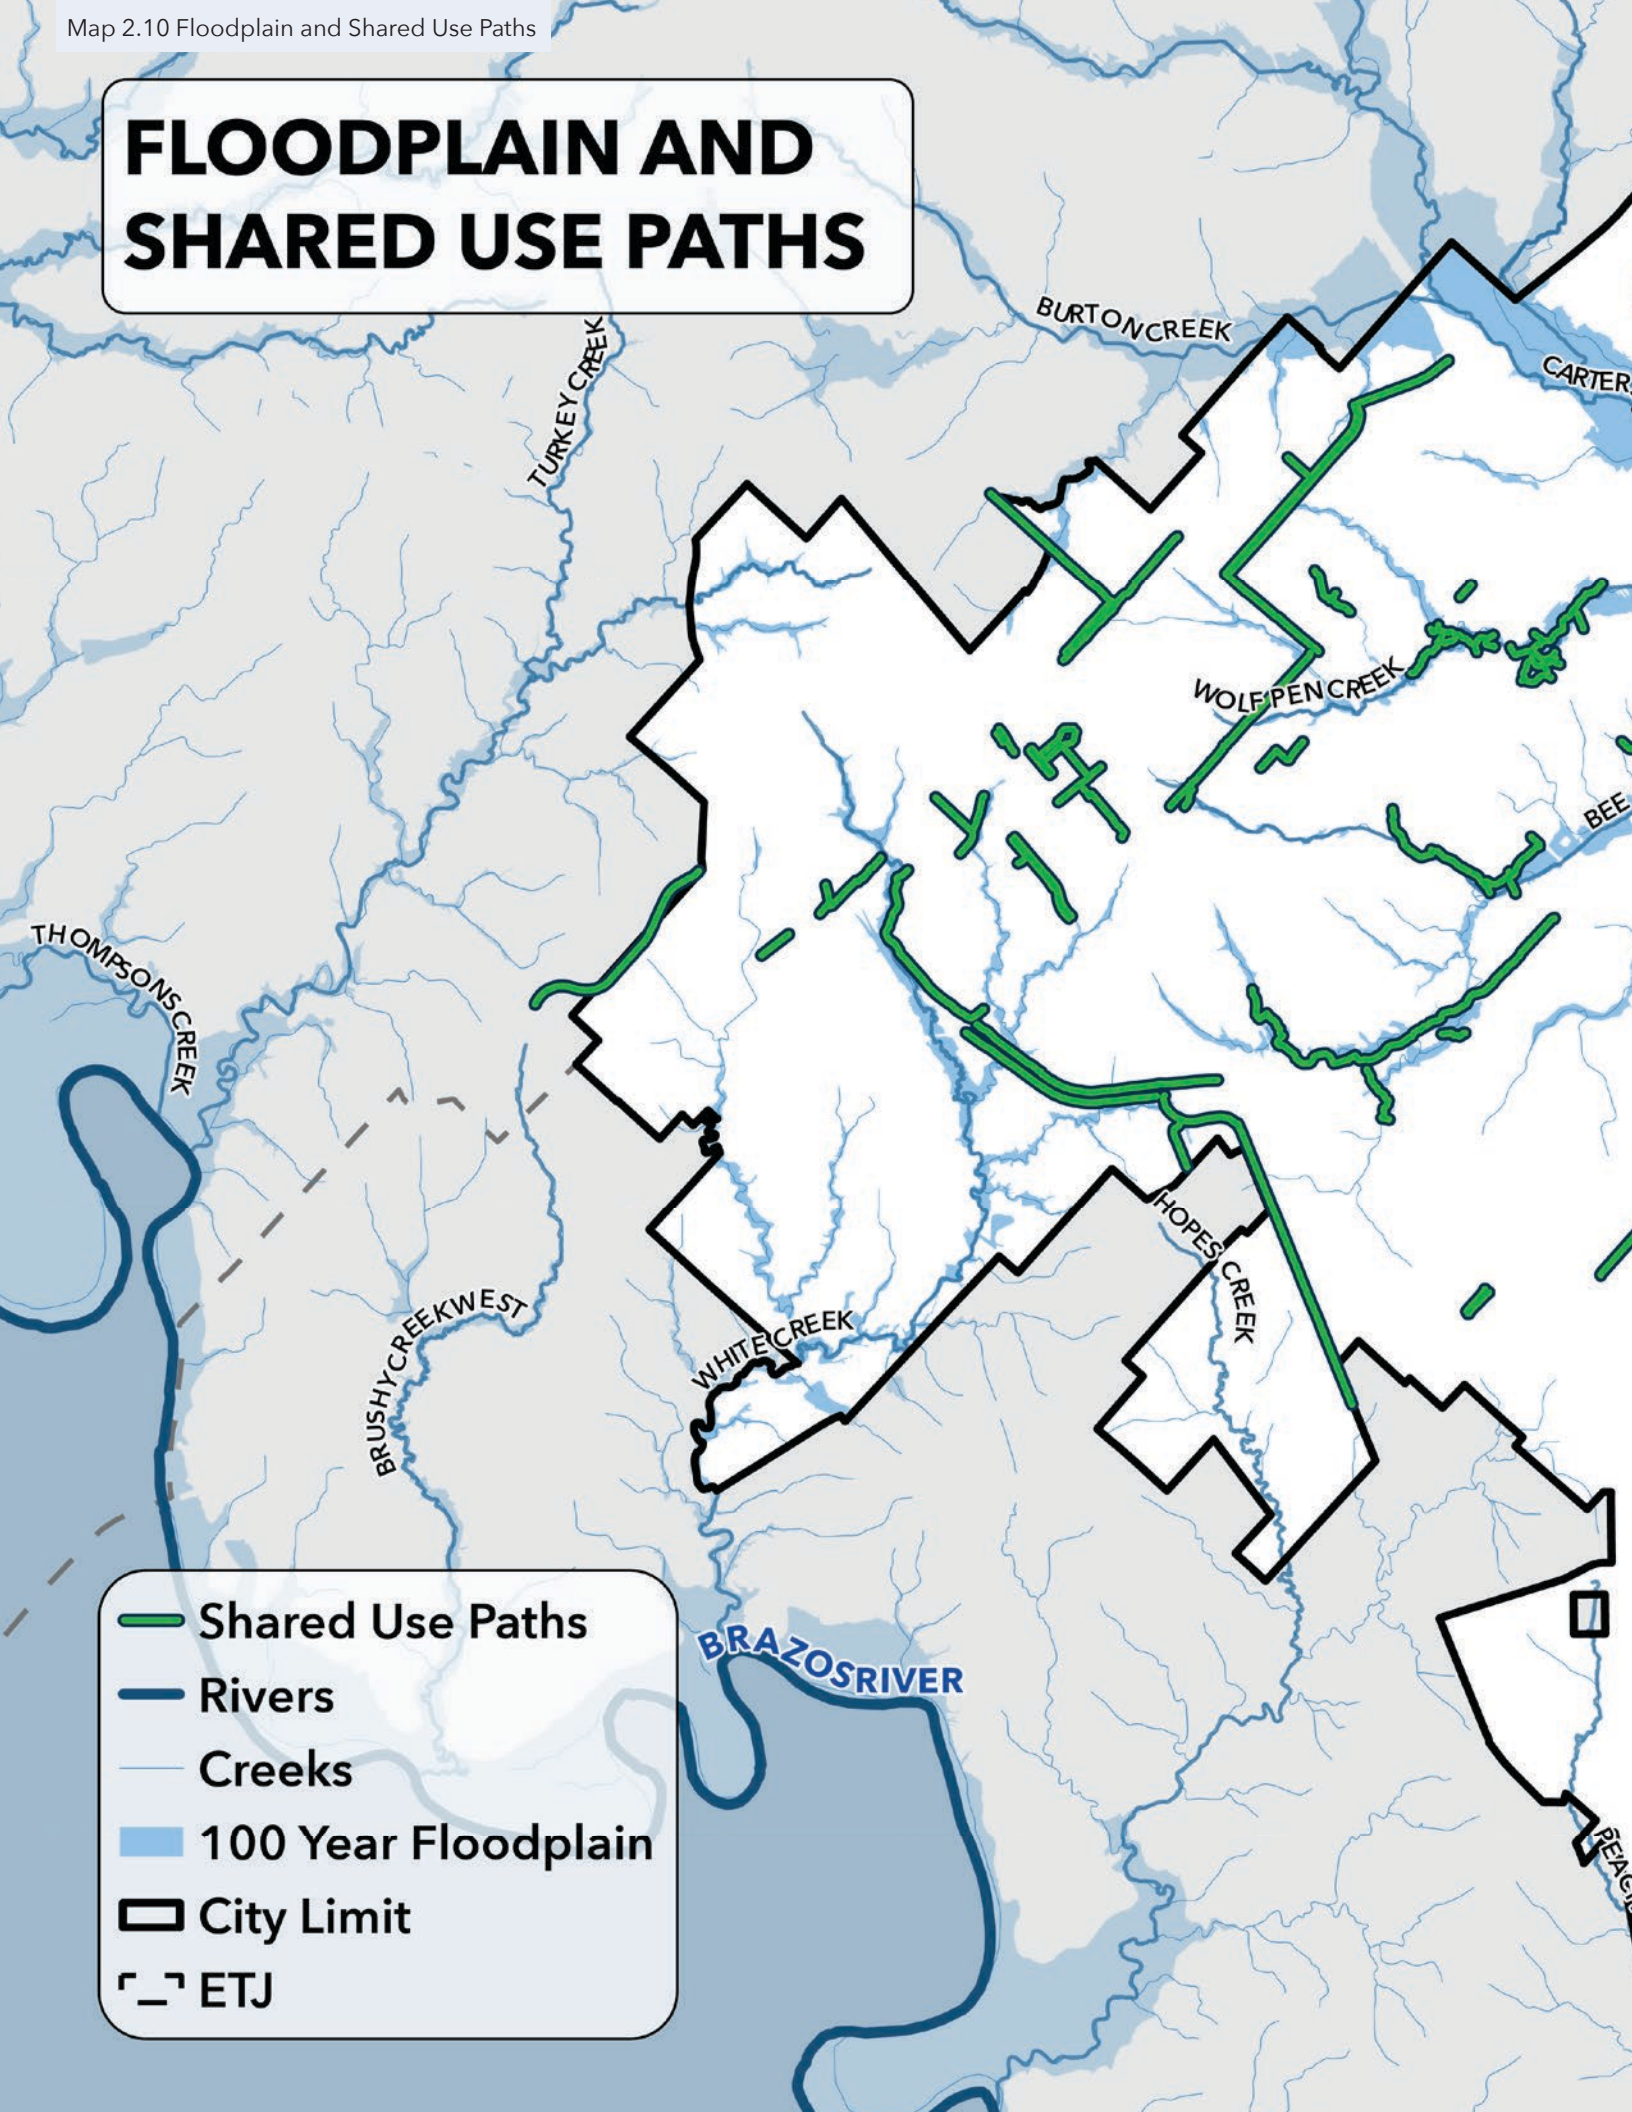 Map 2.10 Floodplain and Shared Use Paths
FLOODPLAIN AND
SHARED USE PATHS
BURTON CREEK
CARTER
TURKEY CREEK
WOLF PEN CREEK
BEE
THOMPSONS CREEK
HOPES CREEK
BRUSHY CREEK WEST
WHITE CREEK
BRAZOS RIVER
Shared Use Paths
Rivers
Creeks
100 Year Floodplain
City Limit
ETJ